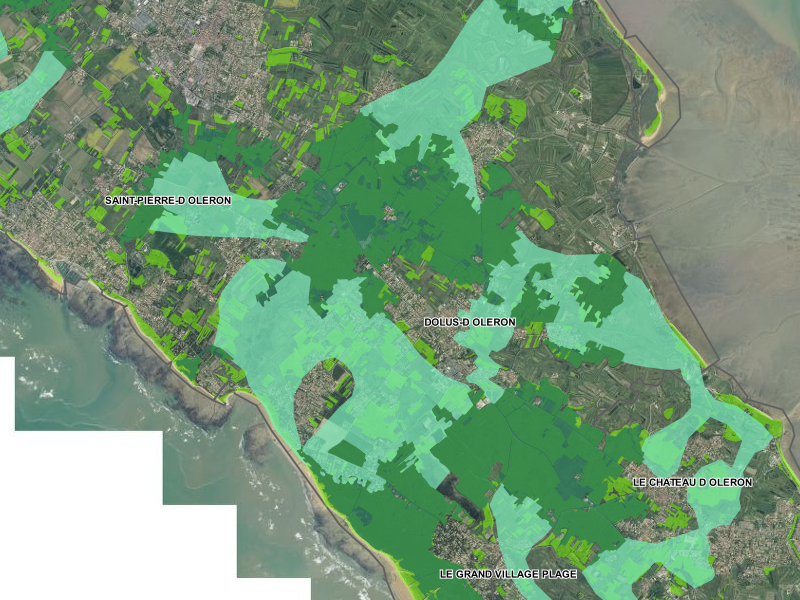 SAINT-PIERRE-D OLERON
DOLUS-D OLERON
LE CHATEAU D OLERON
LE GRAND VILLAGE PLAGE